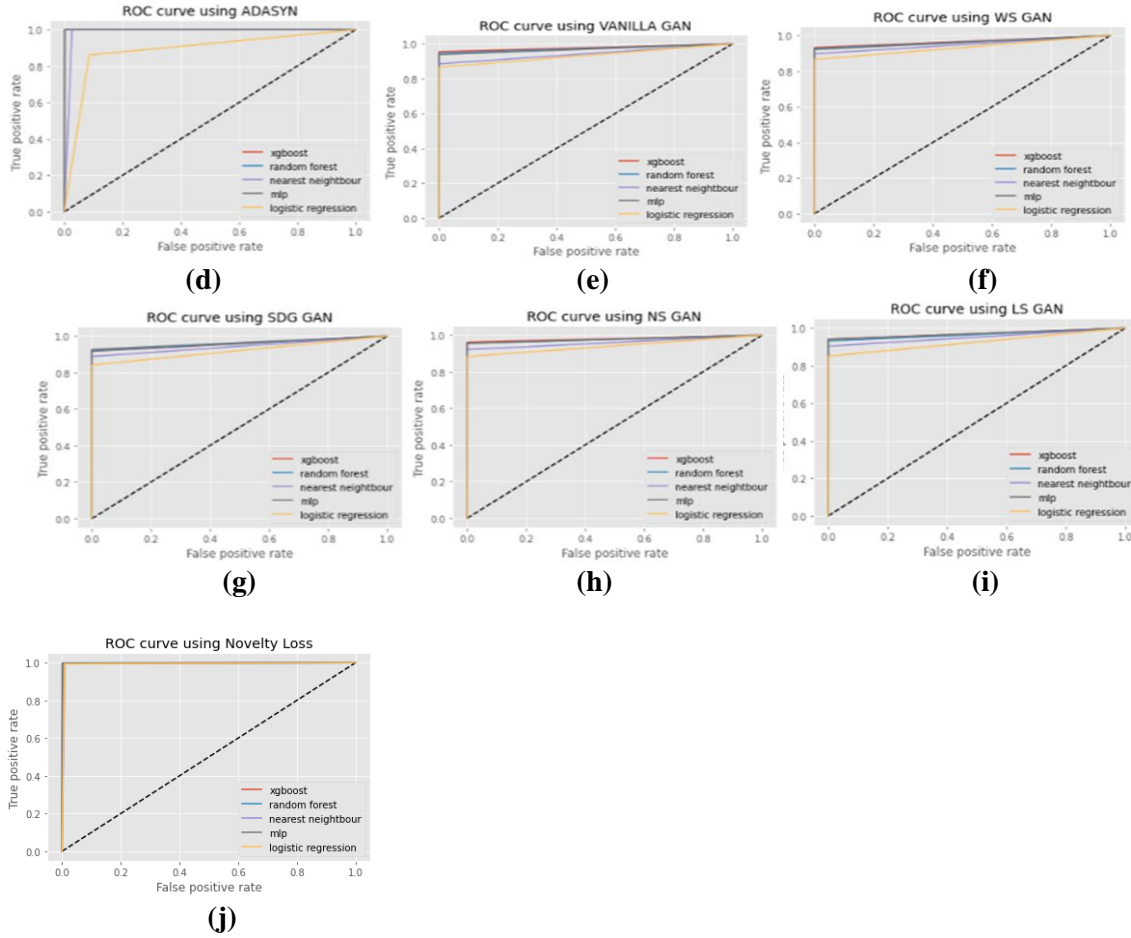 ROC curve using ADASYN
True positive rate
1.0
0.8
0.6
0.4
0.2
0.0
xgboost
random forest
nearest neightbour
mlp
logistic regression
0.0 0.2 0.4 0.6 0.8 1.0
False positive rate
(d)
ROC curve using VANILLA GAN
True positive rate
1.0
0.8
0.6
0.4
0.2
0.0
xgboost
random forest
nearest neightbour
mlp
logistic regression
0.0 0.2 0.4 0.6 0.8 1.0
False positive rate
(e)
ROC curve using WS GAN
True positive rate
1.0
0.8
0.6
0.4
0.2
0.0
xgboost
random forest
nearest neightbour
mlp
logistic regression
0.0 0.2 0.4 0.6 0.8 1.0
False positive rate
(f)
ROC curve using SDG GAN
True positive rate
1.0
0.8
0.6
0.4
0.2
0.0
xgboost
random forest
nearest neightbour
mlp
logistic regression
0.0 0.2 0.4 0.6 0.8 1.0
False positive rate
(g)
ROC curve using NS GAN
True positive rate
1.0
0.8
0.6
0.4
0.2
0.0
xgboost
random forest
nearest neightbour
mlp
logistic regression
0.0 0.2 0.4 0.6 0.8 1.0
False positive rate
(h)
ROC curve using LS GAN
1.0
0.8
0.6
0.4
0.2
0.0
xgboost
random forest
nearest neightbour
mlp
logistic regression
0.0 0.2 0.4 0.6 0.8 1.0
False positive rate
(i)
ROC curve using Novelty Loss
True positive rate
1.0
0.8
0.6
0.4
0.2
0.0
xgboost
random forest
nearest neightbour
mlp
logistic regression
0.0 0.2 0.4 0.6 0.8 1.0
False positive rate
(j)